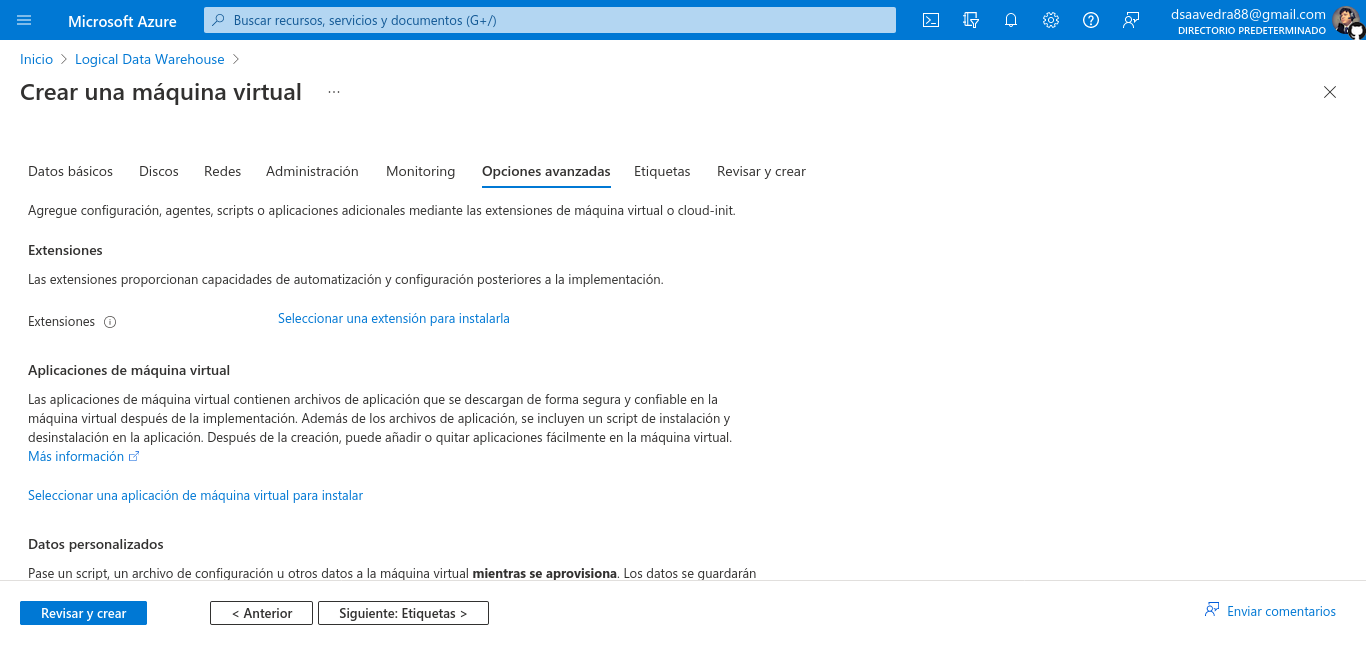 Microsoft Azure
Buscar recursos, servicios y documentos (G+/)
dsaavedra88@gmail.com
DIRECTORIO PREDETERMINADO
Inicio > Logical Data Warehouse >
Crear una máquina virtual ...
Datos básicos Discos Redes Administración Monitoring Opciones avanzadas Etiquetas Revisar y crear
Agregue configuración, agentes, scripts o aplicaciones adicionales mediante las extensiones de máquina virtual o cloud-init.
Extensiones
Las extensiones proporcionan capacidades de automatización y configuración posteriores a la implementación.
Extensiones Seleccionar una extensión para instalarla
Aplicaciones de máquina virtual
Las aplicaciones de máquina virtual contienen archivos de aplicación que se descargan de forma segura y confiable en la
máquina virtual después de la implementación. Además de los archivos de aplicación, se incluyen un script de instalación y
desinstalación en la aplicación. Después de la creación, puede añadir o quitar aplicaciones fácilmente en la máquina virtual.
Más información
Seleccionar una aplicación de máquina virtual para instalar
Datos personalizados
Pase un script, un archivo de configuración u otros datos a la máquina virtual mientras se aprovisiona. Los datos se guardarán
Revisar y crear < Anterior Siguiente: Etiquetas > Enviar comentarios